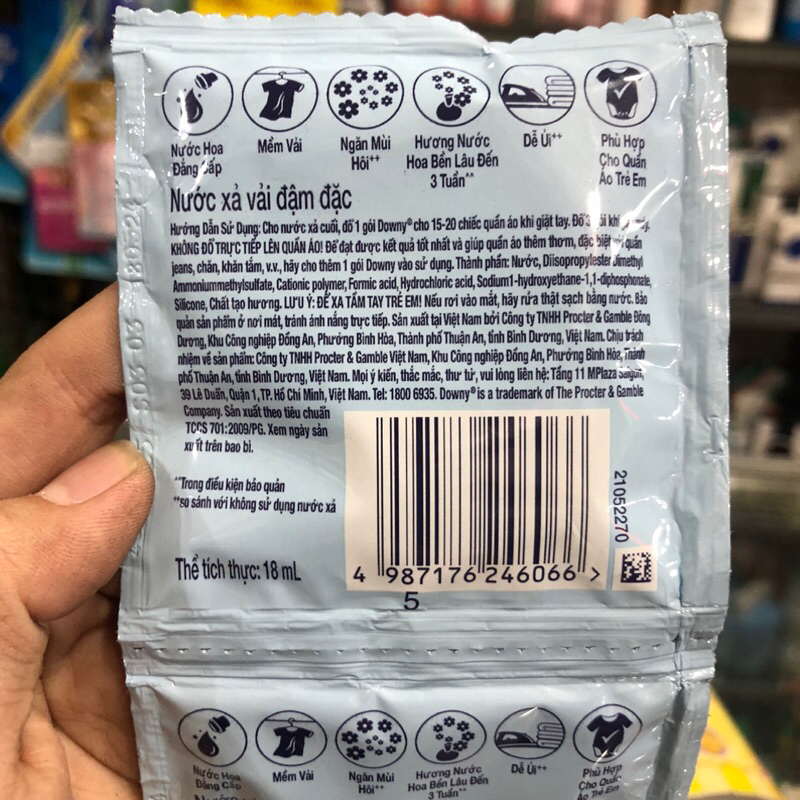 Nước Hoa
Đẳng Cấp
Mềm Vải
Ngăn Mùi
Hôi⁺⁺
Hương Nước
Hoa Bền Lâu Đến
3 Tuần^^
Dễ Ủi⁺⁺
Phù Hợp
Cho Quần
Áo Trẻ Em
Nước xả vải đậm đặc
Hướng Dẫn Sử Dụng: Cho nước xả cuối, đổ 1 gói Downy® cho 15-20 chiếc quần áo khi giặt tay. Đổ 3 gói khi
KHÔNG ĐỔ TRỰC TIẾP LÊN QUẦN ÁO! Để đạt được kết quả tốt nhất và giúp quần áo thêm thơm, đặc biệt với quần
jeans, chăn, khăn tắm, v.v., hãy cho thêm 1 gói Downy vào sử dụng. Thành phần: Nước, Diisopropylester Dimethyl
Ammoniummethylsulfate, Cationic polymer, Formic acid, Hydrochloric acid, Sodium1-hydroxyethane-1,1-diphosphonate,
Silicone, Chất tạo hương. LƯU Ý: ĐỂ XA TẦM TAY TRẺ EM! Nếu rơi vào mắt, hãy rửa thật sạch bằng nước. Bảo
quản sản phẩm ở nơi mát, tránh ánh nắng trực tiếp. Sản xuất tại Việt Nam bởi Công ty TNHH Procter & Gamble Đông
Dương, Khu Công nghiệp Đồng An, Phường Bình Hòa, Thành phố Thuận An, tỉnh Bình Dương, Việt Nam. Chịu trách
nhiệm về sản phẩm: Công ty TNHH Procter & Gamble Việt Nam, Khu Công nghiệp Đồng An, Phường Bình Hòa, Thành
phố Thuận An, tỉnh Bình Dương, Việt Nam. Mọi ý kiến, thắc mắc, thư từ, vui lòng liên hệ: Tầng 11 MPlaza Saigon,
39 Lê Duẩn, Quận 1, TP. Hồ Chí Minh, Việt Nam. Tel: 1800 6935. Downy® is a trademark of The Procter & Gamble
Company. Sản xuất theo tiêu chuẩn
TCCS 701:2009/PG. Xem ngày sản
xuất trên bao bì.
^^Trong điều kiện bảo quản
⁺⁺so sánh với không sử dụng nước xả
Thể tích thực: 18 mL
4 987176 246066 >
5
21052270
Nước Hoa
Đẳng Cấp
Mềm Vải
Ngăn Mùi
Hôi⁺⁺
Hương Nước
Hoa Bền Lâu Đến
3 Tuần^^
Dễ Ủi⁺⁺
Phù Hợp
Cho Quần
Áo Trẻ Em